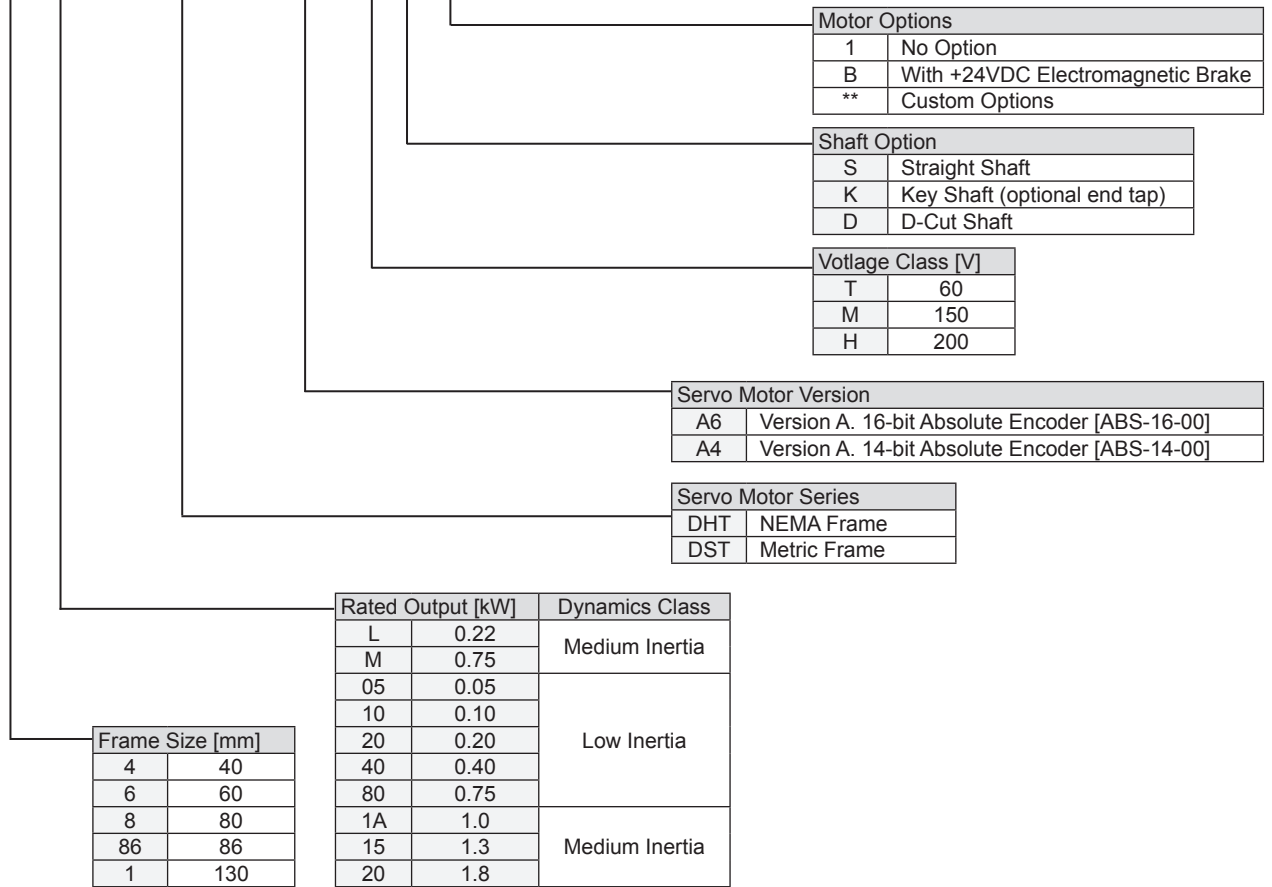 Motor Options
1 No Option
B With +24VDC Electromagnetic Brake
** Custom Options
Shaft Option
S Straight Shaft
K Key Shaft (optional end tap)
D D-Cut Shaft
Votlage Class [V]
T 60
M 150
H 200
Servo Motor Version
A6 Version A. 16-bit Absolute Encoder [ABS-16-00]
A4 Version A. 14-bit Absolute Encoder [ABS-14-00]
Servo Motor Series
DHT NEMA Frame
DST Metric Frame
Rated Output [kW] Dynamics Class
L 0.22 Medium Inertia
M 0.75
05 0.05 Low Inertia
10 0.10
20 0.20
40 0.40
80 0.75
1A 1.0 Medium Inertia
15 1.3
20 1.8
Frame Size [mm]
4 40
6 60
8 80
86 86
1 130